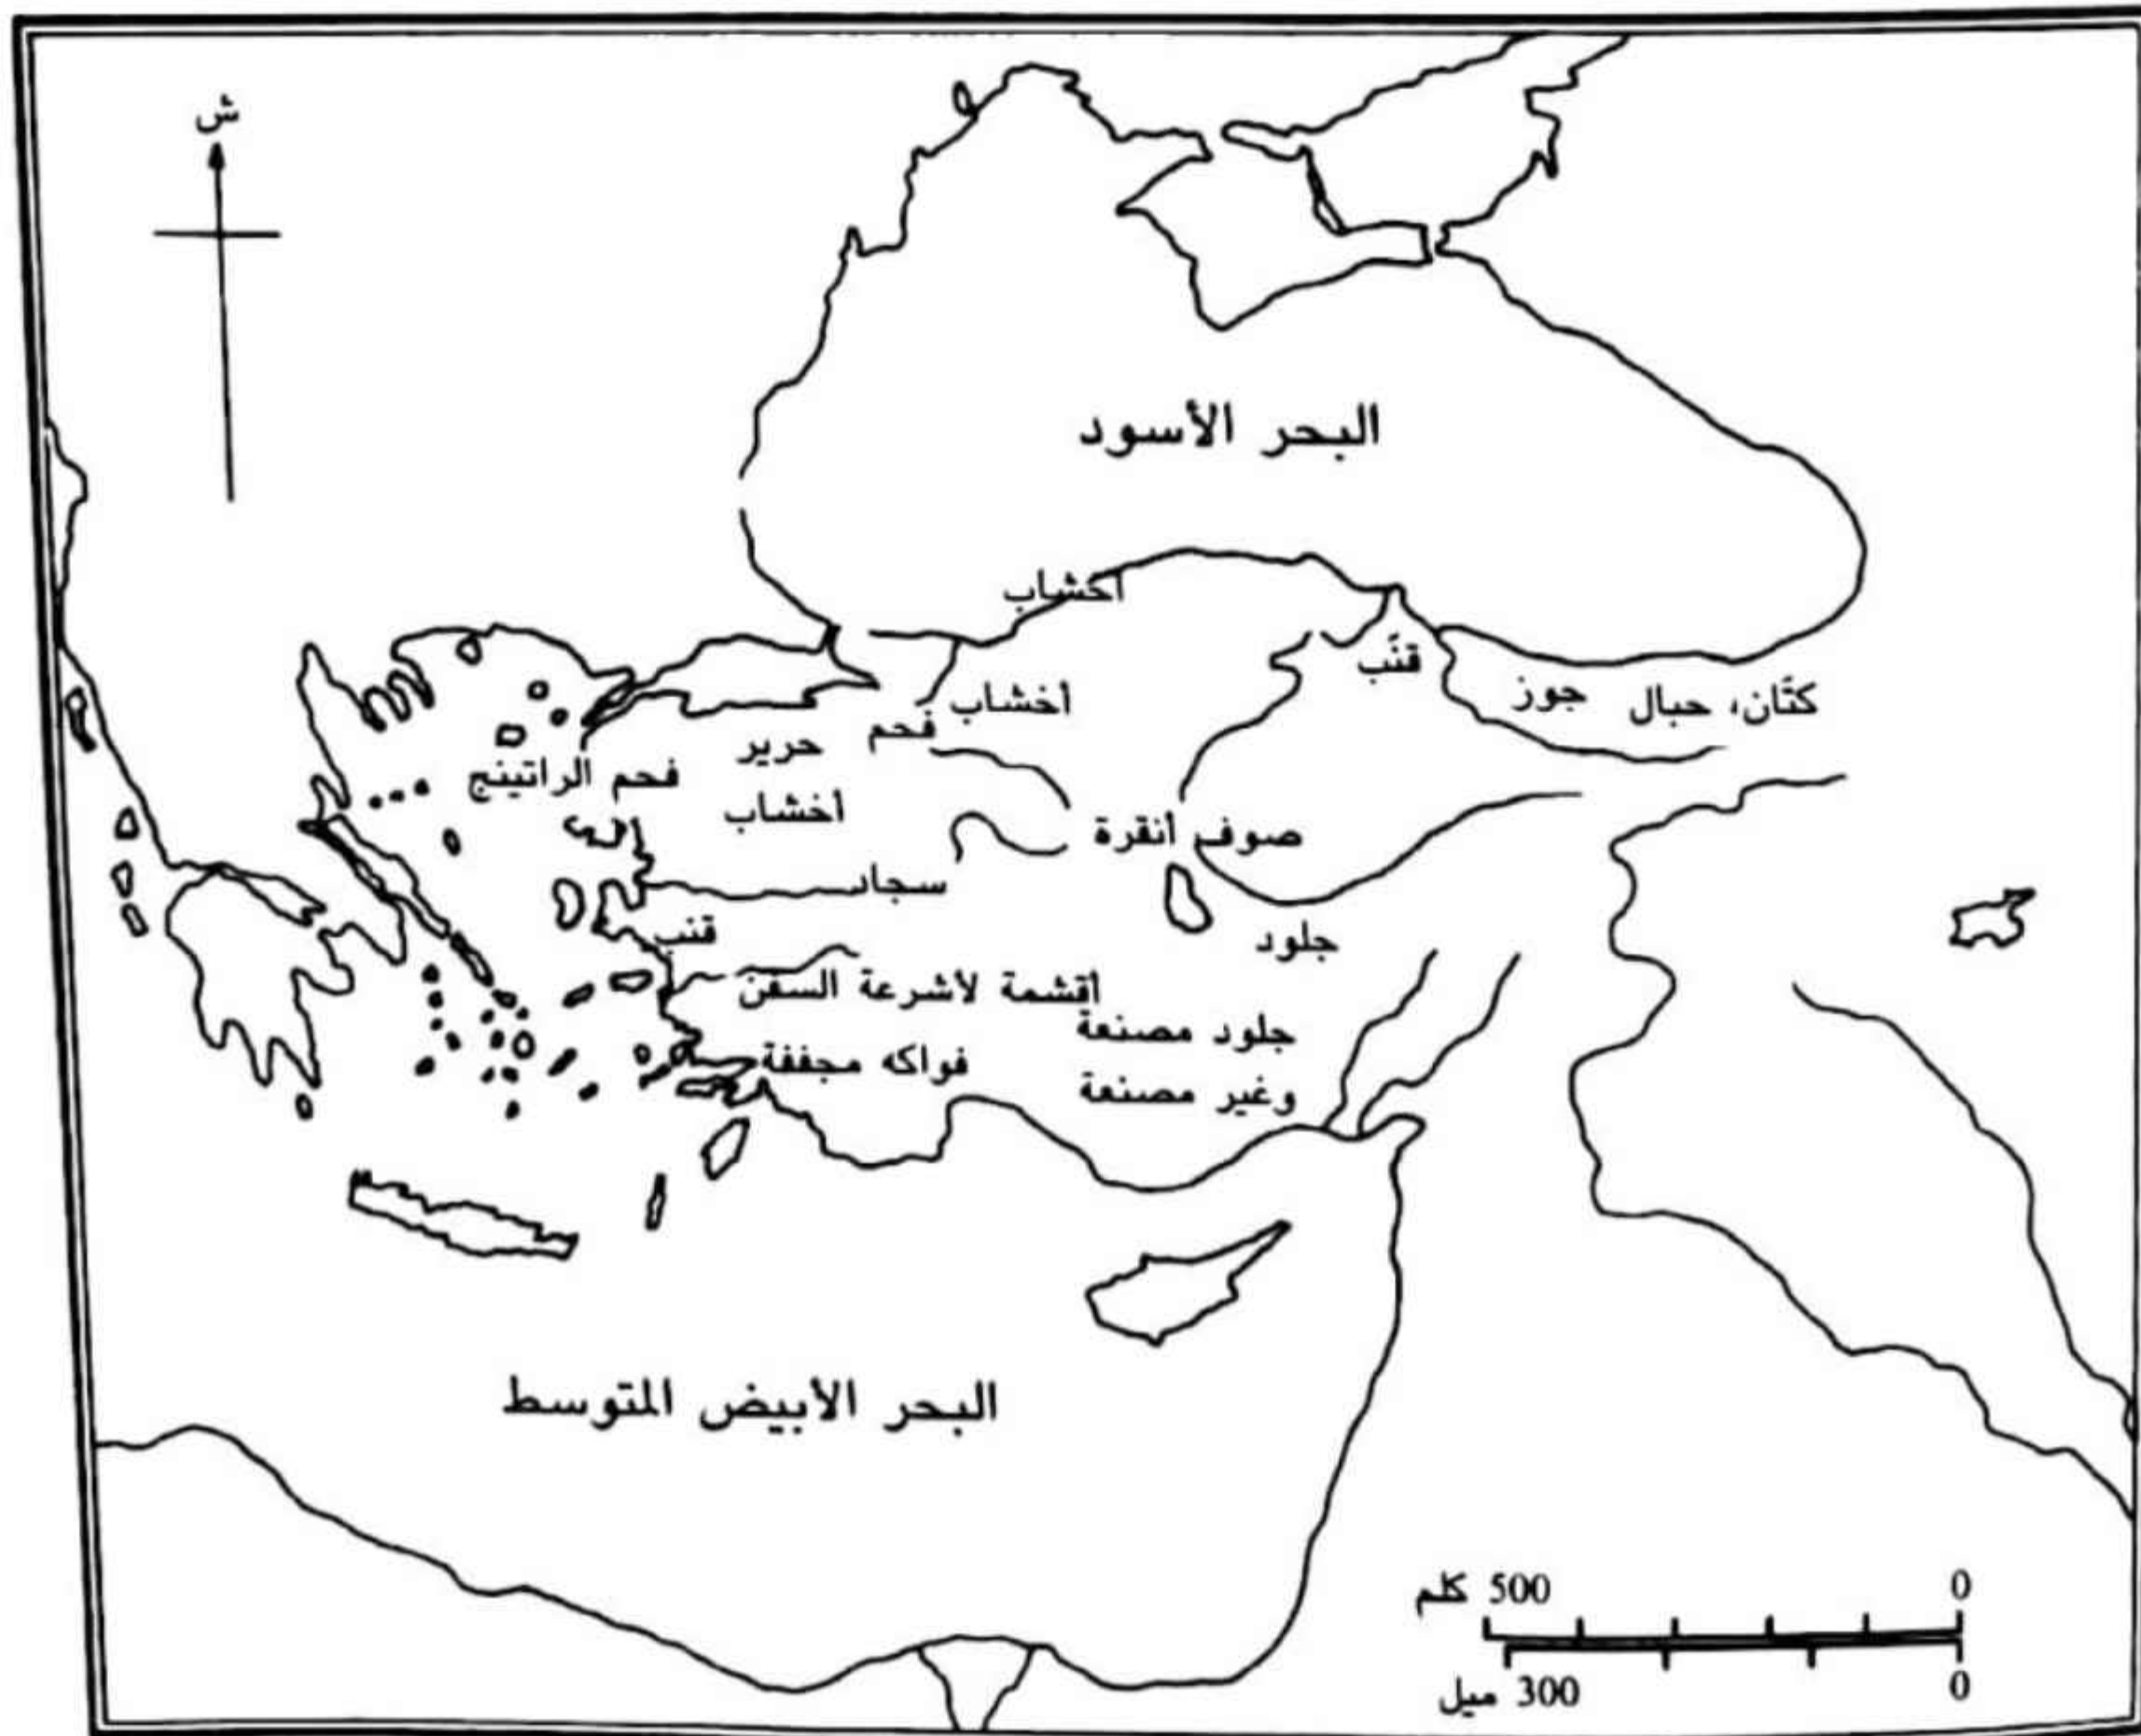 ش
البحر الأسود
أخشاب
قنّب
كتّان، حبال
جوز
أخشاب
فحم
حرير
فحم الراتينج
أخشاب
صوف أنقرة
سجاد
قنب
جلود
أقشمة لأشرعة السفن
جلود مصنعة
وغير مصنعة
فواكه مجففة
البحر الأبيض المتوسط
0 500 كلم
0 300 ميل